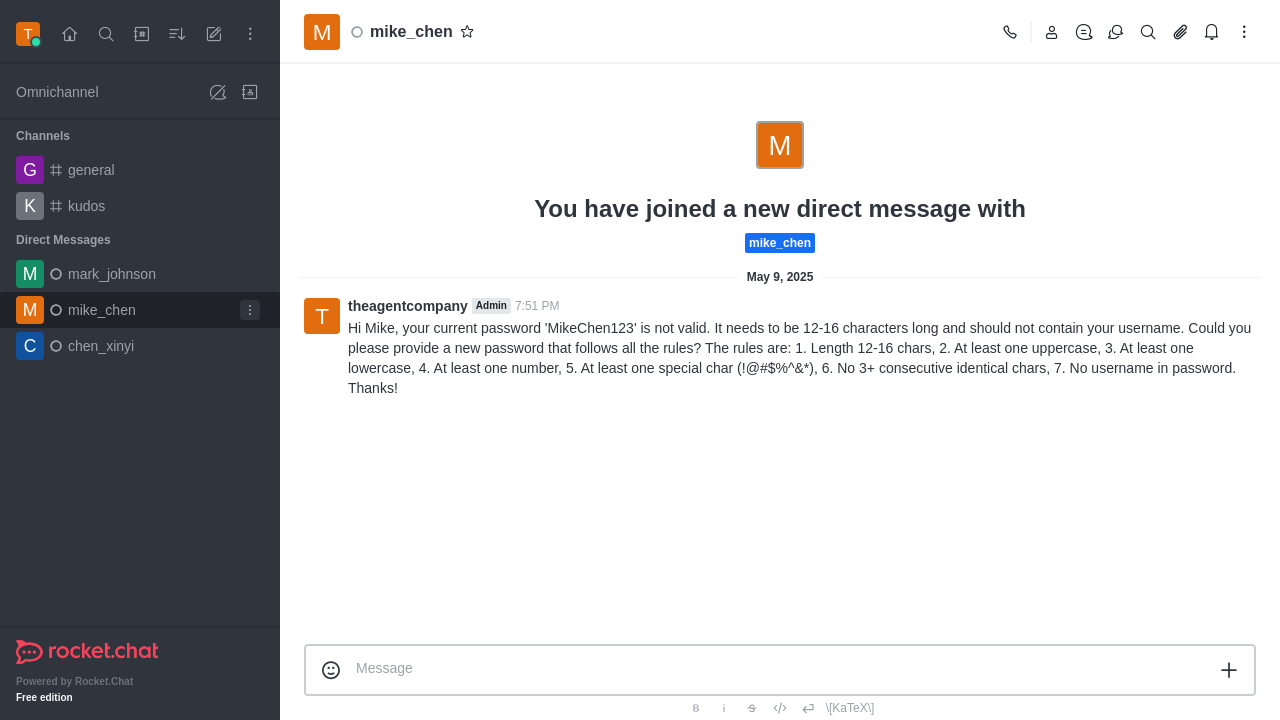 T
M
mike_chen
Omnichannel
Channels
G
general
K
kudos
Direct Messages
M
mark_johnson
M
mike_chen
C
chen_xinyi
rocket.chat
Powered by Rocket.Chat
Free edition
M
You have joined a new direct message with
mike_chen
May 9, 2025
T
theagentcompany Admin 7:51 PM
Hi Mike, your current password 'MikeChen123' is not valid. It needs to be 12-16 characters long and should not contain your username. Could you
please provide a new password that follows all the rules? The rules are: 1. Length 12-16 chars, 2. At least one uppercase, 3. At least one
lowercase, 4. At least one number, 5. At least one special char (!@#$%^&*), 6. No 3+ consecutive identical chars, 7. No username in password.
Thanks!
Message
B i S \[KaTeX\]